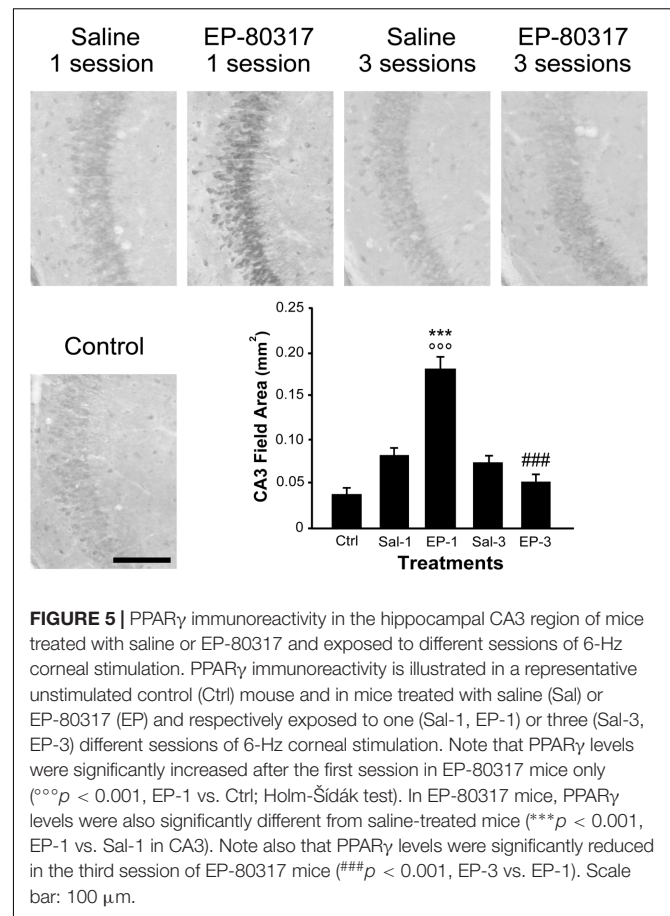 Saline EP-80317 Saline EP-80317
1 session 1 session 3 sessions 3 sessions
Control
CA3 Field Area (mm²)
0.25
0.20
0.10
0.05
0
***
°°°
###
Ctrl Sal-1 EP-1 Sal-3 EP-3
Treatments
FIGURE 5 | PPARγ immunoreactivity in the hippocampal CA3 region of mice
treated with saline or EP-80317 and exposed to different sessions of 6-Hz
corneal stimulation. PPARγ immunoreactivity is illustrated in a representative
unstimulated control (Ctrl) mouse and in mice treated with saline (Sal) or
EP-80317 (EP) and respectively exposed to one (Sal-1, EP-1) or three (Sal-3,
EP-3) different sessions of 6-Hz corneal stimulation. Note that PPARγ levels
were significantly increased after the first session in EP-80317 mice only
(°°°p < 0.001, EP-1 vs. Ctrl; Holm-Šídák test). In EP-80317 mice, PPARγ
levels were also significantly different from saline-treated mice (***p < 0.001,
EP-1 vs. Sal-1 in CA3). Note also that PPARγ levels were significantly reduced
in the third session of EP-80317 mice (###p < 0.001, EP-3 vs. EP-1). Scale
bar: 100 μm.